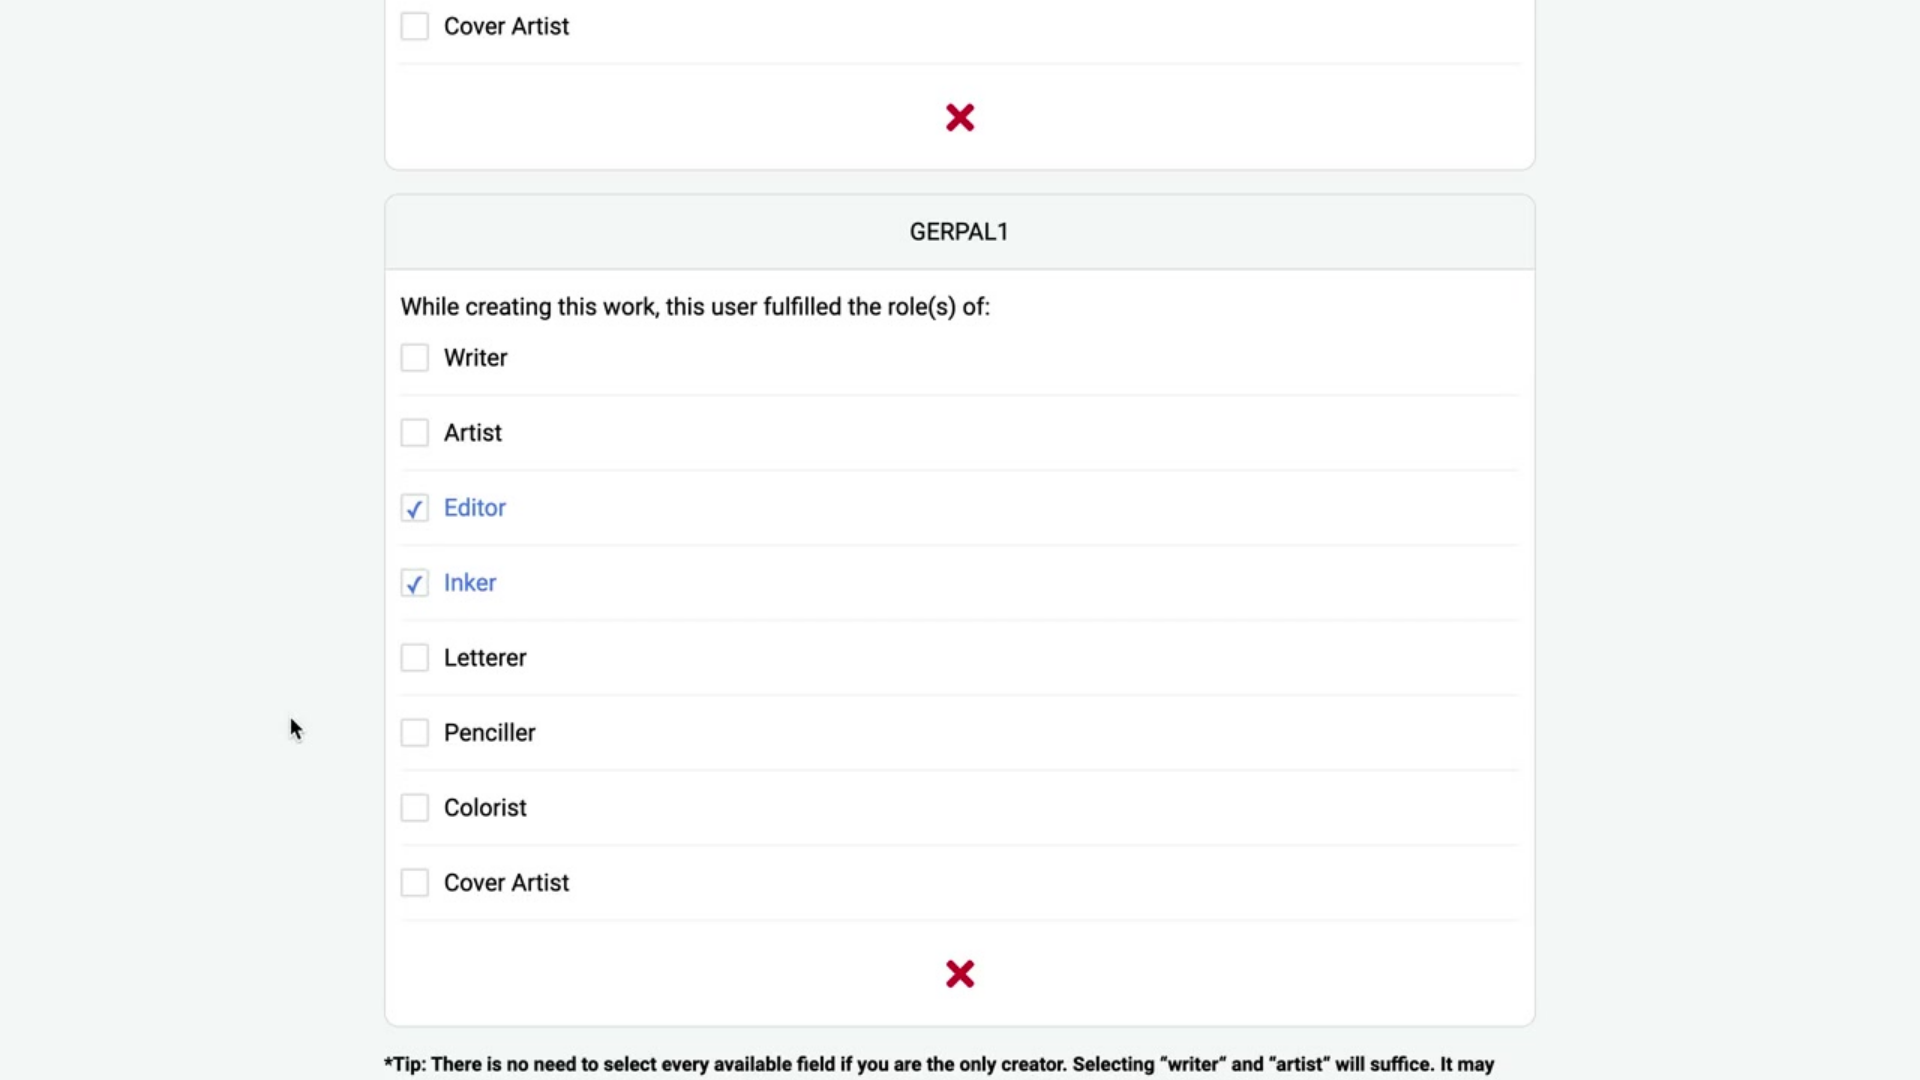 Cover Artist
GERPAL1
While creating this work, this user fulfilled the role(s) of:
Writer
Artist
Editor
Inker
Letterer
Penciller
Colorist
Cover Artist
*Tip: There is no need to select every available field if you are the only creator. Selecting “writer” and “artist” will suffice. It may